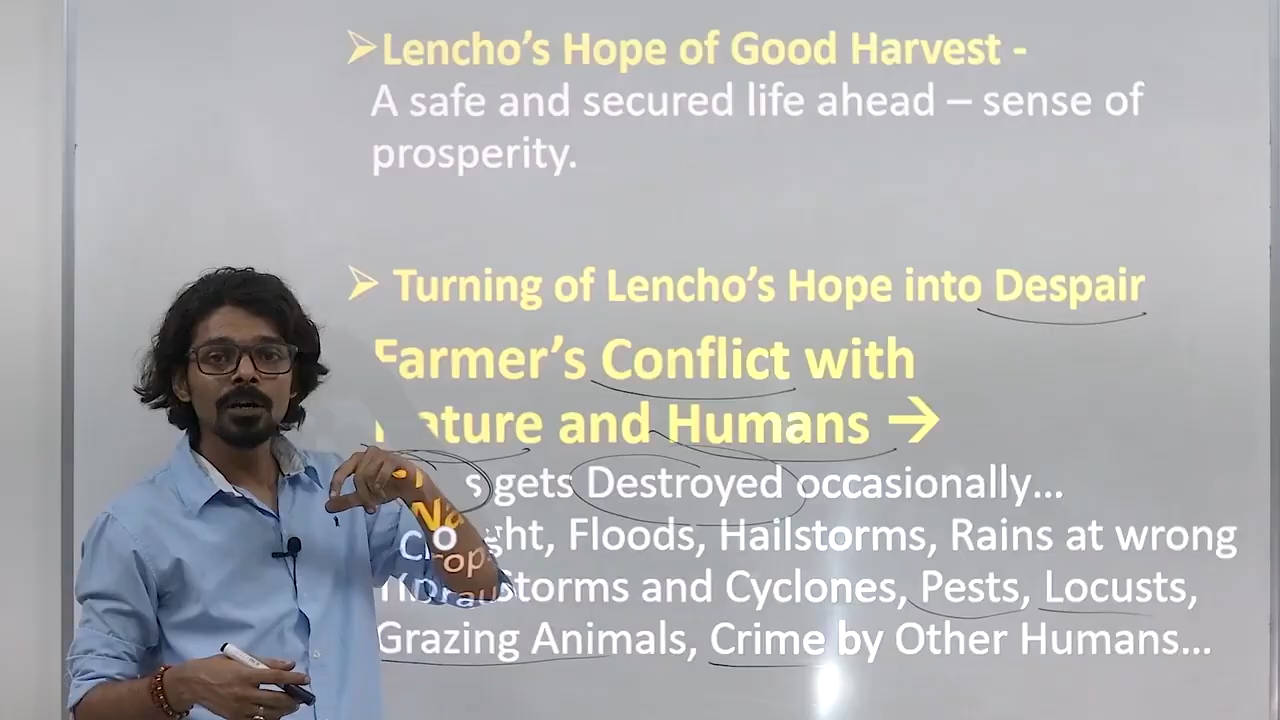 ➢Lencho's Hope of Good Harvest -
A safe and secured life ahead – sense of
prosperity.
➢ Turning of Lencho's Hope into Despair
Farmer's Conflict with
Nature and Humans →
Crops gets Destroyed occasionally...
Draught, Floods, Hailstorms, Rains at wrong
Storms and Cyclones, Pests, Locusts,
Grazing Animals, Crime by Other Humans...